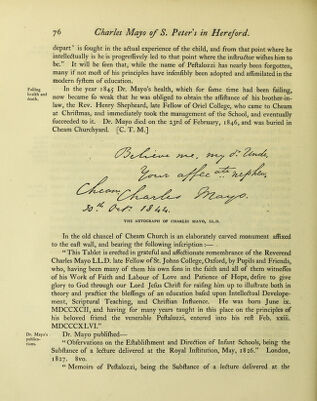 76 Charles Mayo of S. Peter's in Hereford.
depart' is sought in the actual experience of the child, and from that point where he
intellectually is he is progressively led to that point where the instructor wishes him to
be." It will be seen that, while the name of Pestalozzi has nearly been forgotten,
many if not most of his principles have insensibly been adopted and assimilated in the
modern system of education.
Failing
health and
death.
In the year 1845 Dr. Mayo's health, which for some time had been failing,
now became so weak that he was obliged to obtain the assistance of his brother-in-
law, the Rev. Henry Shepheard, late Fellow of Oriel College, who came to Cheam
at Christmas, and immediately took the management of the School, and eventually
succeeded to it. Dr. Mayo died on the 23rd of February, 1846, and was buried in
Cheam Churchyard. [C. T. M.]
Believe me, my dr. Uncle,
Your affecate nephew,
Cheam Charles Mayo.
30th Octr. 1844.
THE AUTOGRAPH OF CHARLES MAYO, LL.D.
In the old chancel of Cheam Church is an elaborately carved monument affixed
to the east wall, and bearing the following inscription :—
"This Tablet is erected in grateful and affectionate remembrance of the Reverend
Charles Mayo LL.D. late Fellow of St. Johns College, Oxford, by Pupils and Friends,
who, having been many of them his own sons in the faith and all of them witnesses
of his Work of Faith and Labour of Love and Patience of Hope, desire to give
glory to God through our Lord Jesus Christ for raising him up to illustrate both in
theory and practice the blessings of an education based upon Intellectual Develope-
ment, Scriptural Teaching, and Christian Influence. He was born June ix.
MDCCXCII, and having for many years taught in this place on the principles of
his beloved friend the venerable Pestalozzi, entered into his rest Feb. xxiii.
MDCCCXLVI."
Dr. Mayo's
publica-
tions.
Dr. Mayo published—
"Observations on the Establishment and Direction of Infant Schools, being the
Substance of a lecture delivered at the Royal Institution, May, 1826." London,
1827. 8vo.
"Memoirs of Pestalozzi, being the Substance of a lecture delivered at the